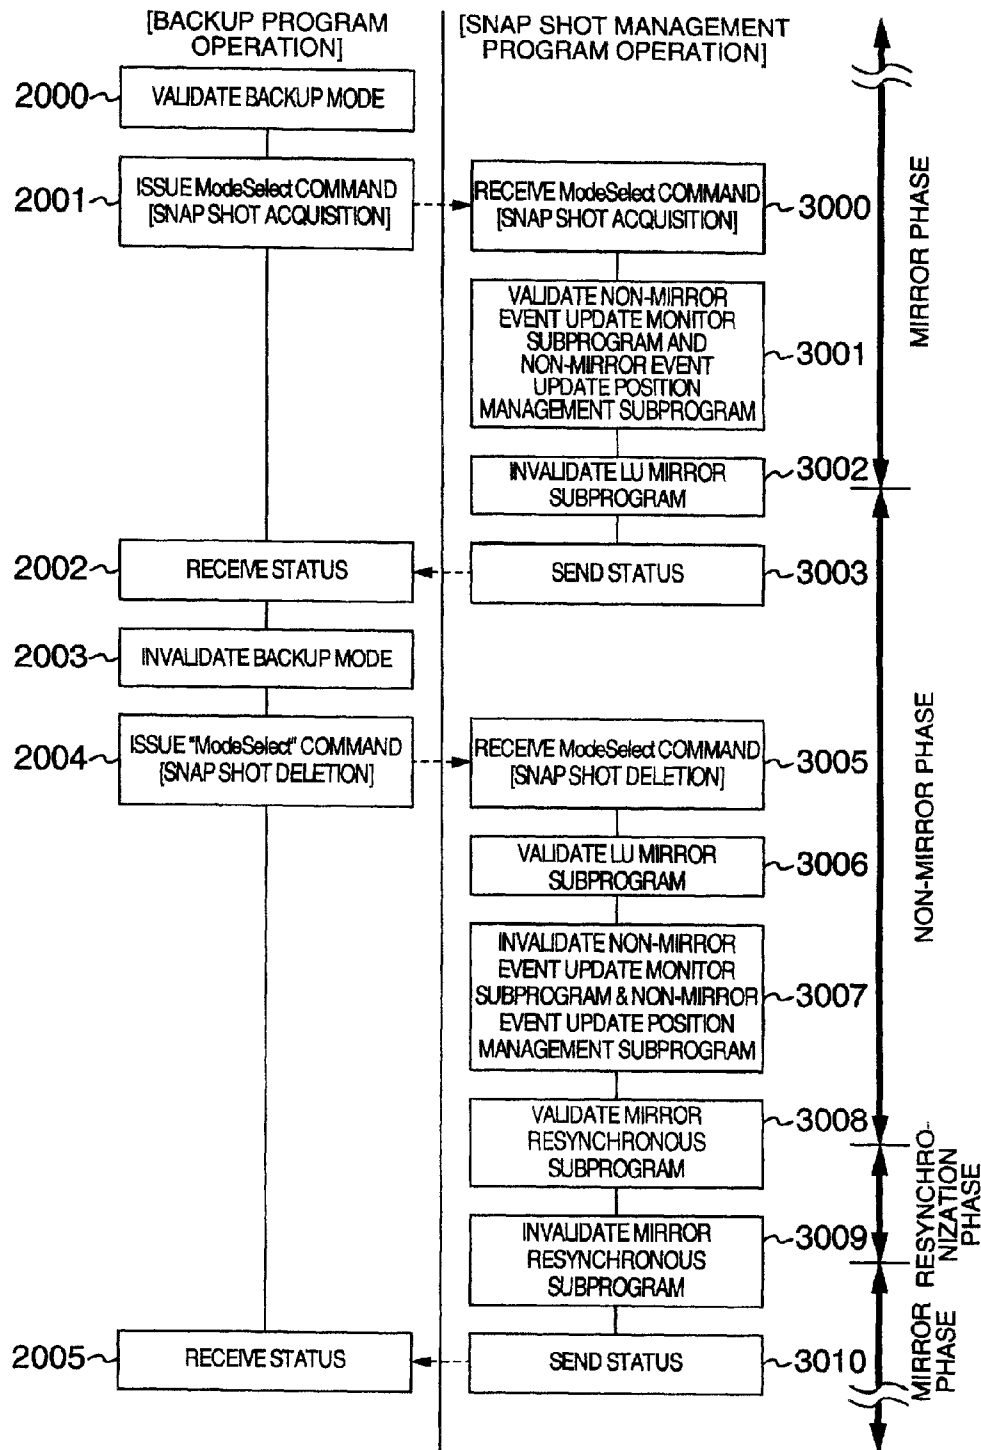 [BACKUP PROGRAM
OPERATION]
[SNAP SHOT MANAGEMENT
PROGRAM OPERATION]
2000
VALIDATE BACKUP MODE
2001
ISSUE ModeSelect COMMAND
[SNAP SHOT ACQUISITION]
RECEIVE ModeSelect COMMAND
[SNAP SHOT ACQUISITION]
3000
VALIDATE NON-MIRROR
EVENT UPDATE MONITOR
SUBPROGRAM AND
NON-MIRROR EVENT
UPDATE POSITION
MANAGEMENT SUBPROGRAM
3001
MIRROR PHASE
INVALIDATE LU MIRROR
SUBPROGRAM
3002
2002
RECEIVE STATUS
SEND STATUS
3003
2003
INVALIDATE BACKUP MODE
2004
ISSUE "ModeSelect" COMMAND
[SNAP SHOT DELETION]
RECEIVE ModeSelect COMMAND
[SNAP SHOT DELETION]
3005
VALIDATE LU MIRROR
SUBPROGRAM
3006
NON-MIRROR PHASE
INVALIDATE NON-MIRROR
EVENT UPDATE MONITOR
SUBPROGRAM & NON-MIRROR
EVENT UPDATE POSITION
MANAGEMENT SUBPROGRAM
3007
VALIDATE MIRROR
RESYNCHRONOUS
SUBPROGRAM
3008
INVALIDATE MIRROR
RESYNCHRONOUS
SUBPROGRAM
3009
RESYNCHRO-
NIZATION
PHASE
2005
RECEIVE STATUS
SEND STATUS
3010
MIRROR
PHASE